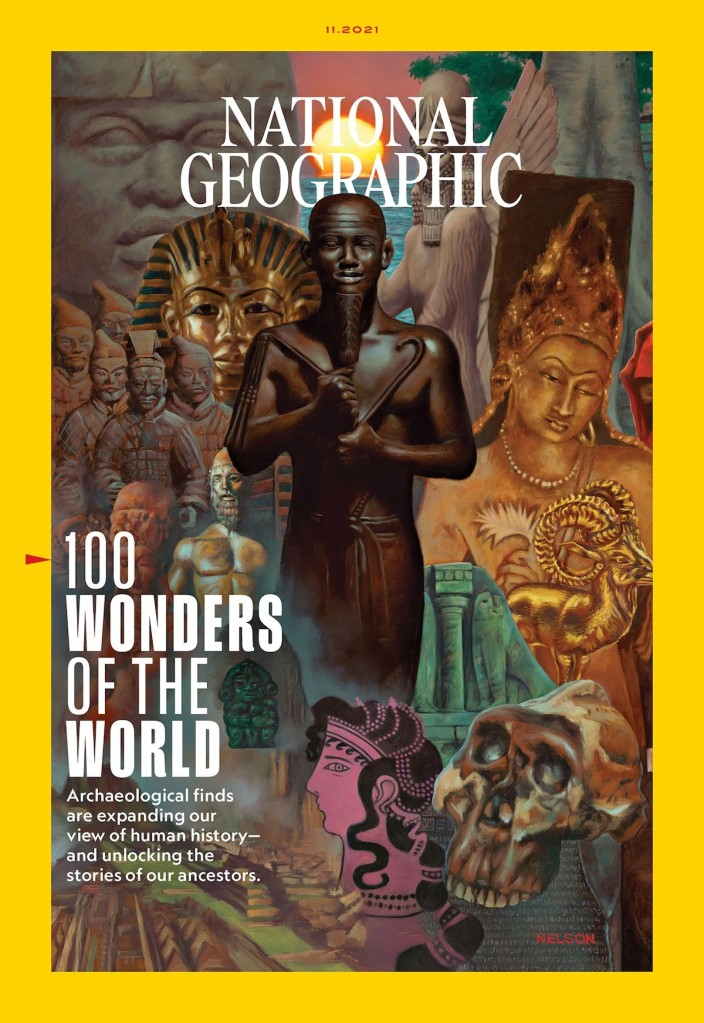 11.2021
NATIONAL
GEOGRAPHIC
100
WONDERS
OF THE
WORLD
Archaeological finds
are expanding our
view of human history—
and unlocking the
stories of our ancestors.
NELSON